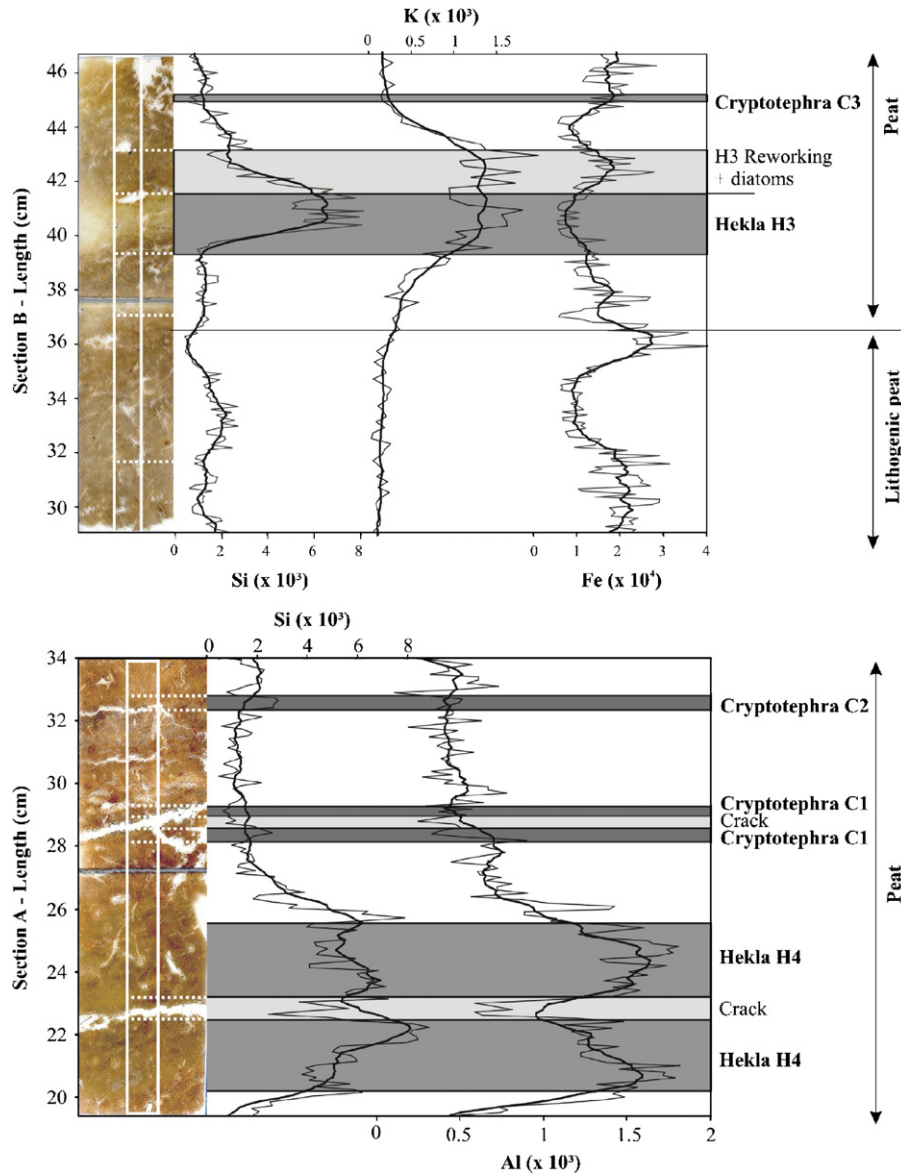 K (x 10³)
0 0.5 1 1.5
46
44
42
40
38
36
34
32
30
Section B - Length (cm)
Cryptotephra C3
H3 Reworking
+ diatoms
Hekla H3
Peat
Lithogenic peat
0 2 4 6 8
0 1 2 3 4
Si (x 10³)
Fe (x 10⁴)
Si (x 10³)
0 2 4 6 8
34
32
30
28
26
24
22
20
Section A - Length (cm)
Cryptotephra C2
Cryptotephra C1
Crack
Cryptotephra C1
Hekla H4
Crack
Hekla H4
Peat
0 0.5 1 1.5 2
Al (x 10³)